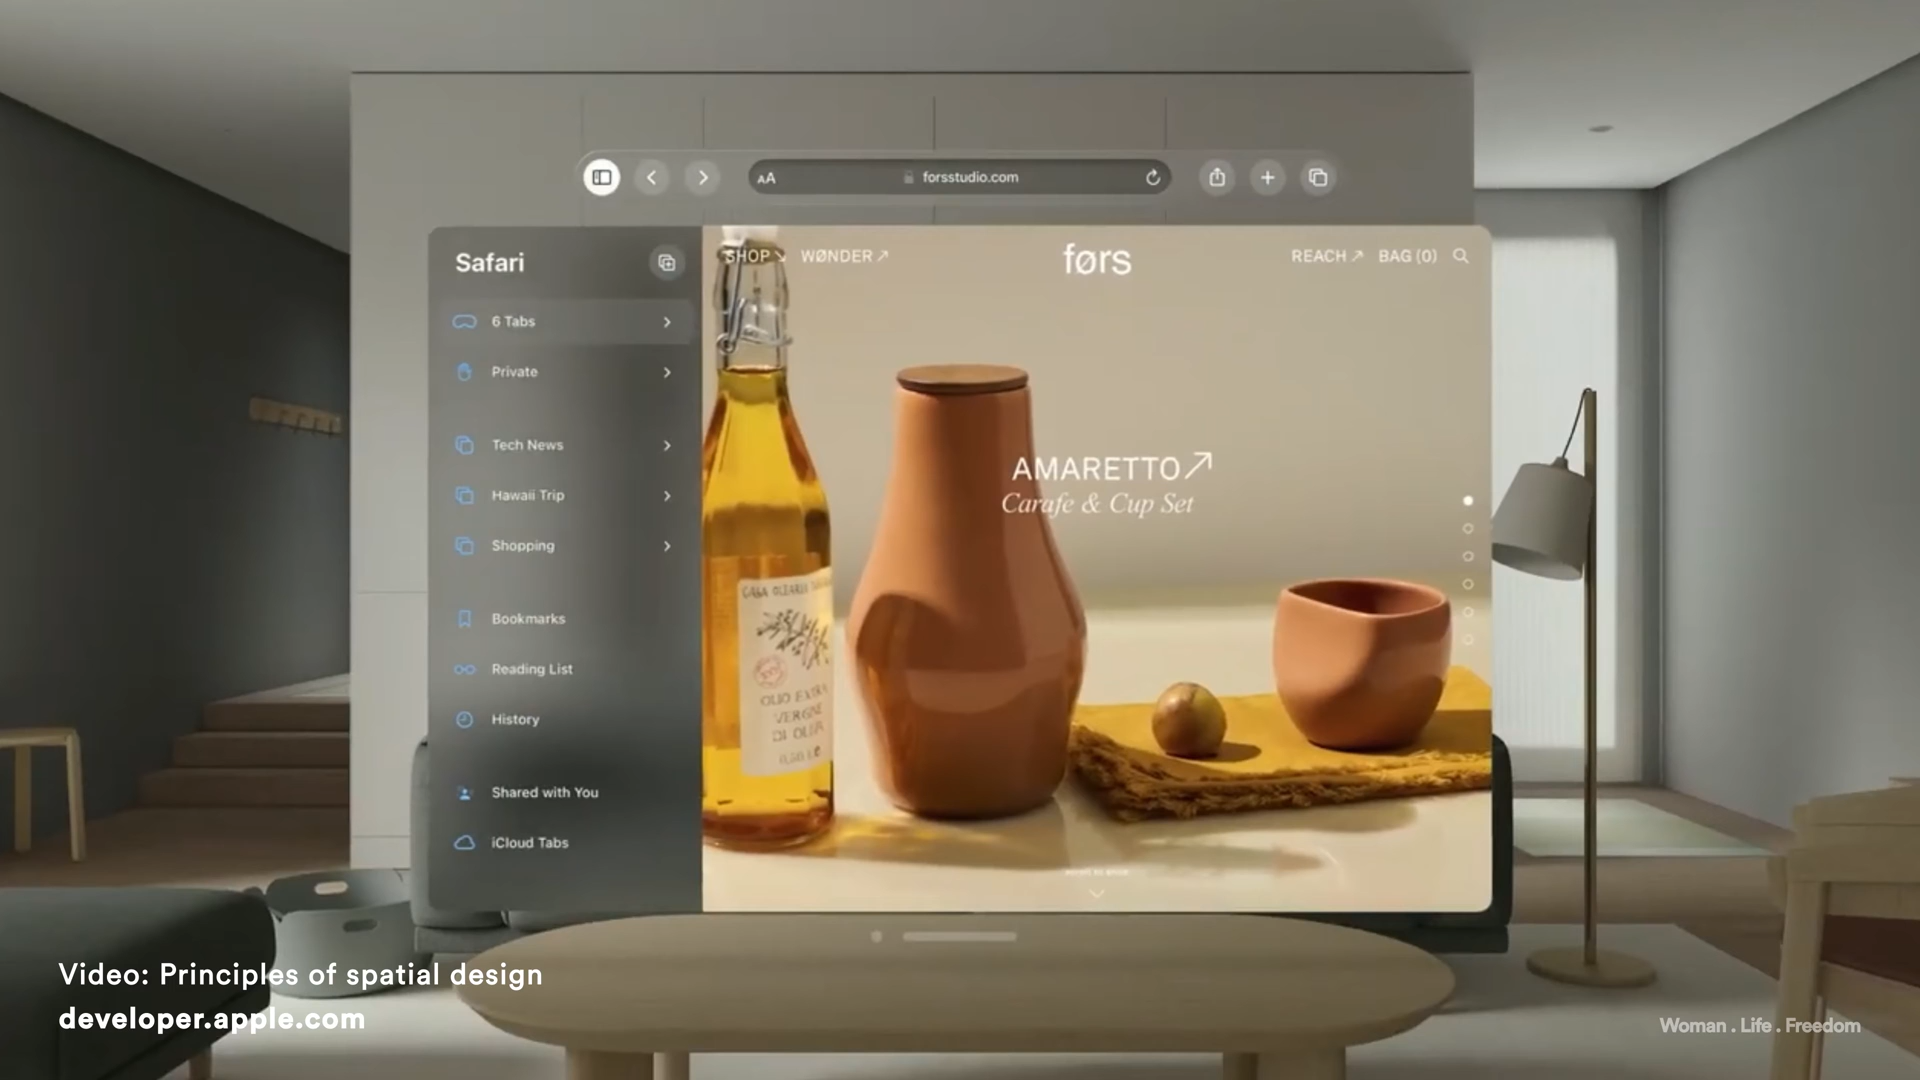 AA
forsstudio.com
Safari
6 Tabs
Private
Tech News
Hawaii Trip
Shopping
Bookmarks
Reading List
History
Shared with You
iCloud Tabs
SHOP↘ WØNDER↗
førs
REACH↗ BAG (0)
AMARETTO↗
Carafe & Cup Set
OLIO EXTRA
VERGINE
DI OLIVA
Video: Principles of spatial design
developer.apple.com
Woman . Life . Freedom